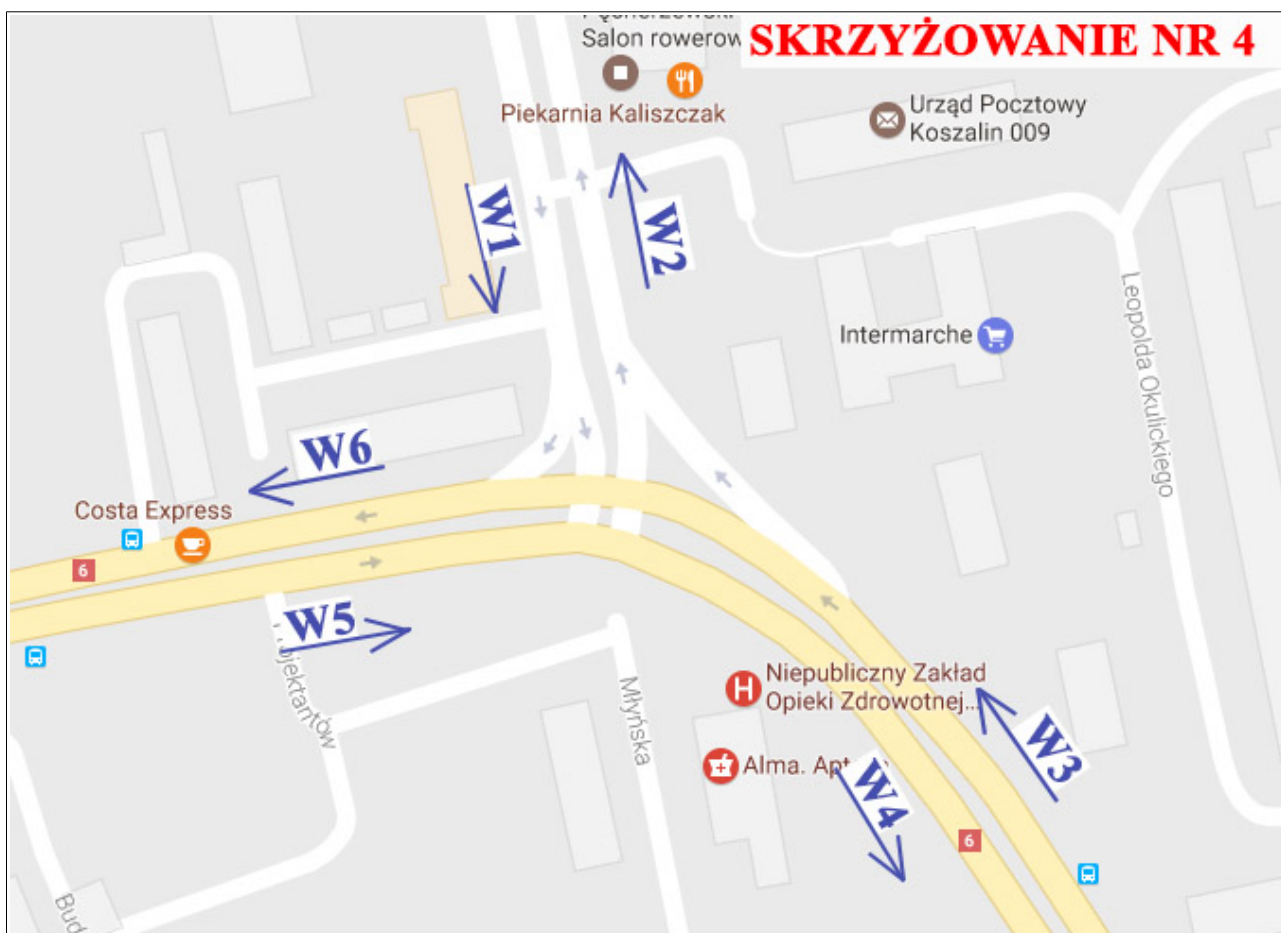 Salon rowerow
SKRZYŻOWANIE NR 4
Piekarnia Kaliszczak
Urząd Pocztowy
Koszalin 009
W1
W2
Leopolda Okulickiego
Intermarche
W6
Costa Express
6
W5
Młyńska
Niepubliczny Zakład
Opieki Zdrowotnej...
H
Alma. Apt
W3
W4
6
Bud